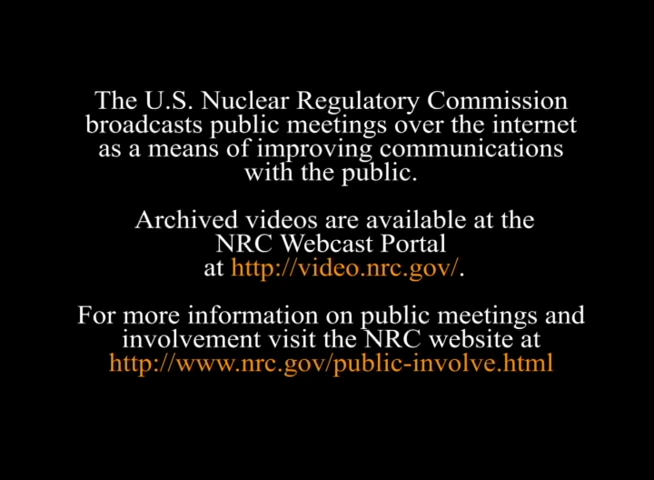 The U.S. Nuclear Regulatory Commission
broadcasts public meetings over the internet
as a means of improving communications
with the public.
Archived videos are available at the
NRC Webcast Portal
at http://video.nrc.gov/.
For more information on public meetings and
involvement visit the NRC website at
http://www.nrc.gov/public-involve.html